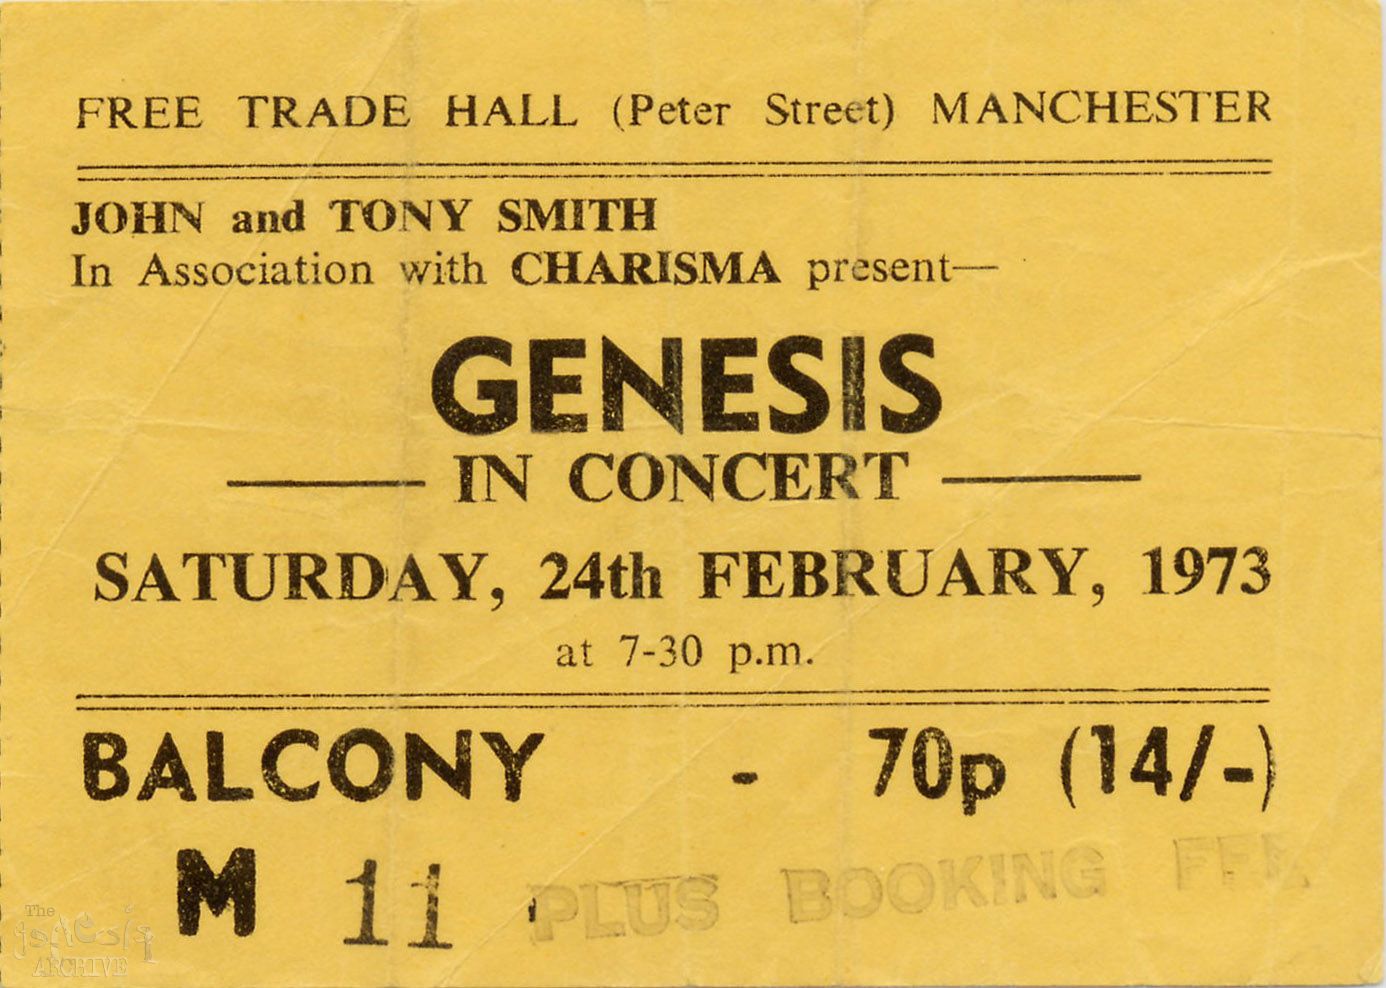 FREE TRADE HALL (Peter Street) MANCHESTER
JOHN and TONY SMITH
In Association with CHARISMA present—
GENESIS
IN CONCERT
SATURDAY, 24th FEBRUARY, 1973
at 7-30 p.m.
BALCONY - 70p (14/-)
M 11 PLUS BOOKING FEE
The Genesis
ARCHIVE